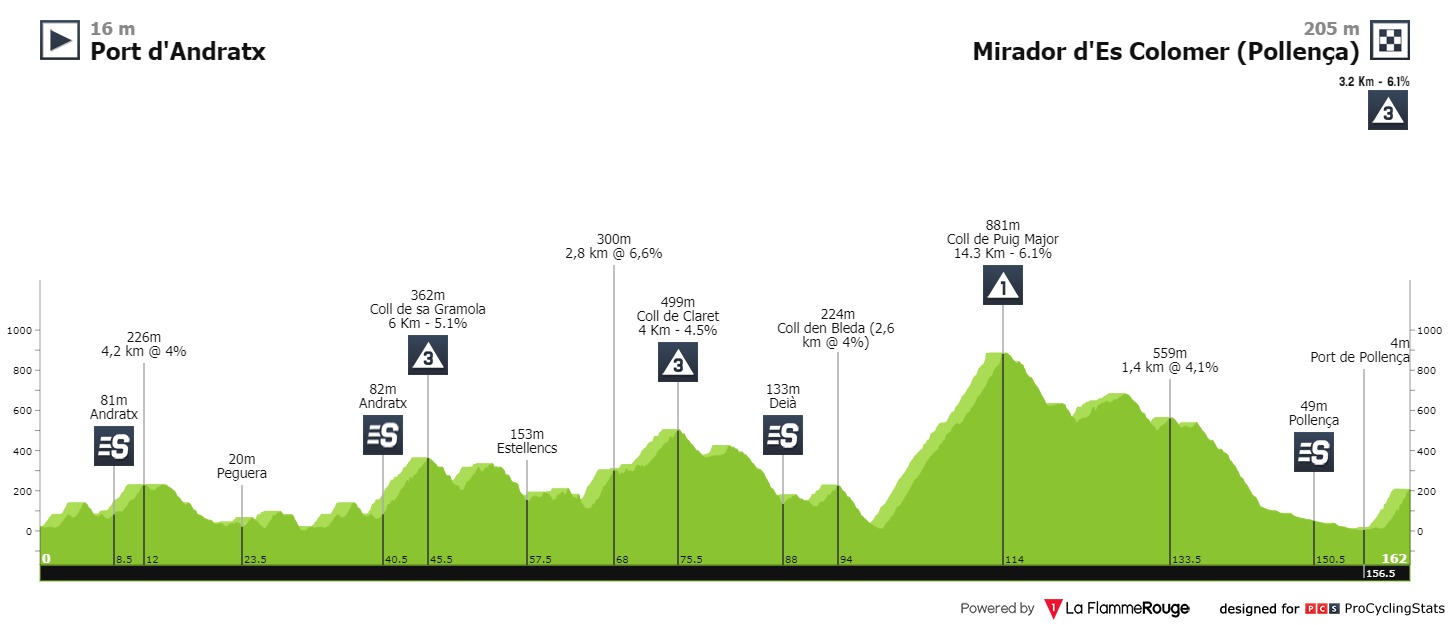 16 m
Port d'Andratx
205 m
Mirador d'Es Colomer (Pollença)
3.2 Km - 6.1%
3
881m
Coll de Puig Major
14.3 Km - 6.1%
1
300m
2,8 km @ 6,6%
362m
Coll de sa Gramola
6 Km - 5.1%
3
499m
Coll de Claret
4 Km - 4.5%
3
224m
Coll den Bleda (2,6
km @ 4%)
226m
4,2 km @ 4%
559m
1,4 km @ 4,1%
4m
Port de Pollença
81m
Andratx
S
82m
Andratx
S
133m
Deià
S
49m
Pollença
S
20m
Peguera
153m
Estellencs
1000
800
600
400
200
0
1000
800
600
400
200
0
0
8.5
12
23.5
40.5
45.5
57.5
68
75.5
88
94
114
133.5
150.5
162
156.5
Powered by
1
La FlammeRouge
designed for
PCS
ProCyclingStats